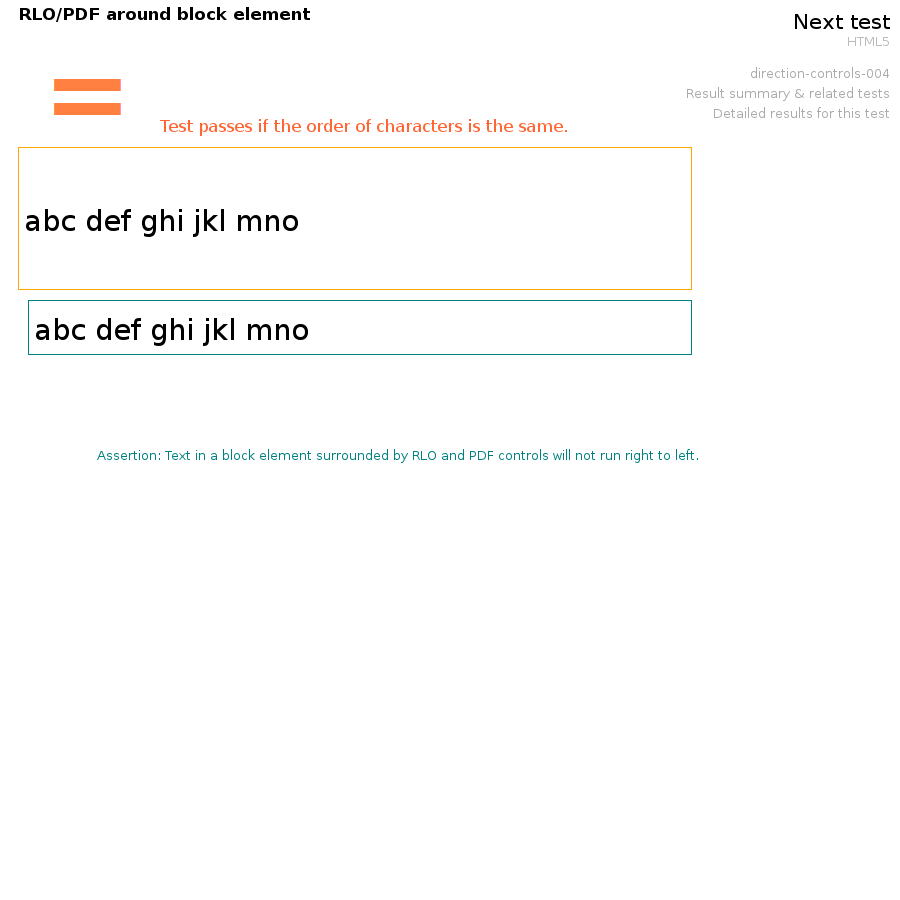 RLO/PDF around block element
Next test
HTML5
direction-controls-004
Result summary & related tests
Detailed results for this test
Test passes if the order of characters is the same.
abc def ghi jkl mno
abc def ghi jkl mno
Assertion: Text in a block element surrounded by RLO and PDF controls will not run right to left.